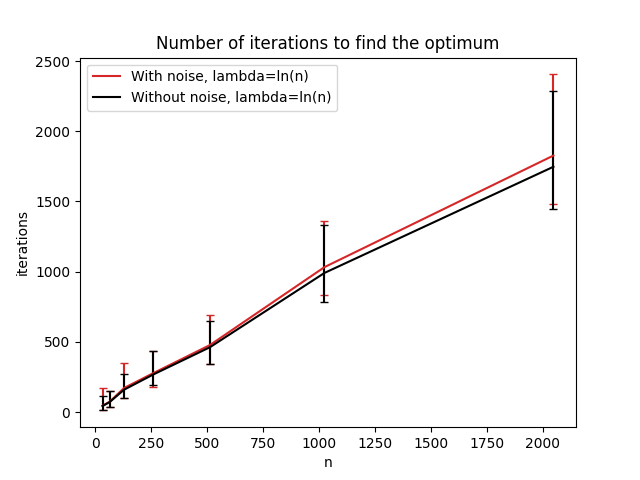 Number of iterations to find the optimum
With noise, lambda=ln(n)
Without noise, lambda=ln(n)
2500
2000
1500
1000
500
0
iterations
0 250 500 750 1000 1250 1500 1750 2000
n